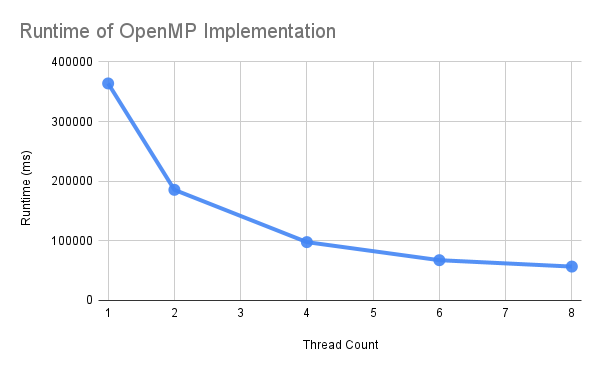 Runtime of OpenMP Implementation
400000
300000
200000
100000
0
Runtime (ms)
1 2 3 4 5 6 7 8
Thread Count